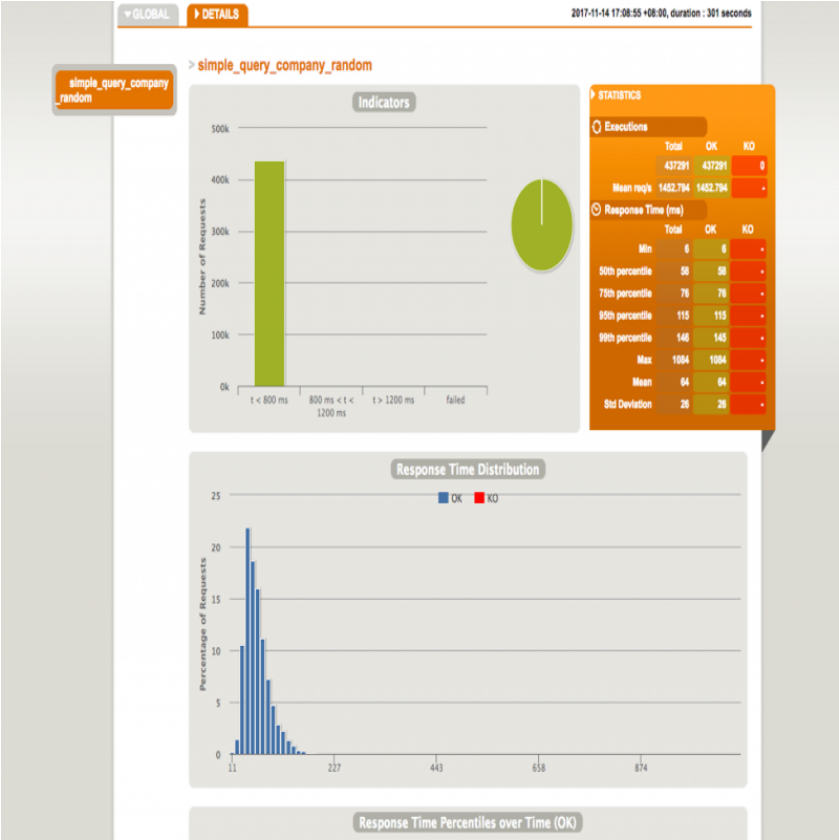 GLOBAL
DETAILS
2017-11-14 17:08:55 +08:00, duration : 301 seconds
simple_query_company
_random
> simple_query_company_random
Indicators
500k
400k
300k
200k
100k
0k
Number of Requests
t < 800 ms
800 ms < t <
1200 ms
t > 1200 ms
failed
STATISTICS
Executions
Total OK KO
437291 437291 0
Mean req/s 1452.794 1452.794 -
Response Time (ms)
Total OK KO
Min 6 6 -
50th percentile 58 58 -
75th percentile 76 76 -
95th percentile 115 115 -
99th percentile 146 145 -
Max 1084 1084 -
Mean 64 64 -
Std Deviation 26 26 -
Response Time Distribution
OK KO
25
20
15
10
5
0
Percentage of Requests
11 227 443 658 874
Response Time Percentiles over Time (OK)